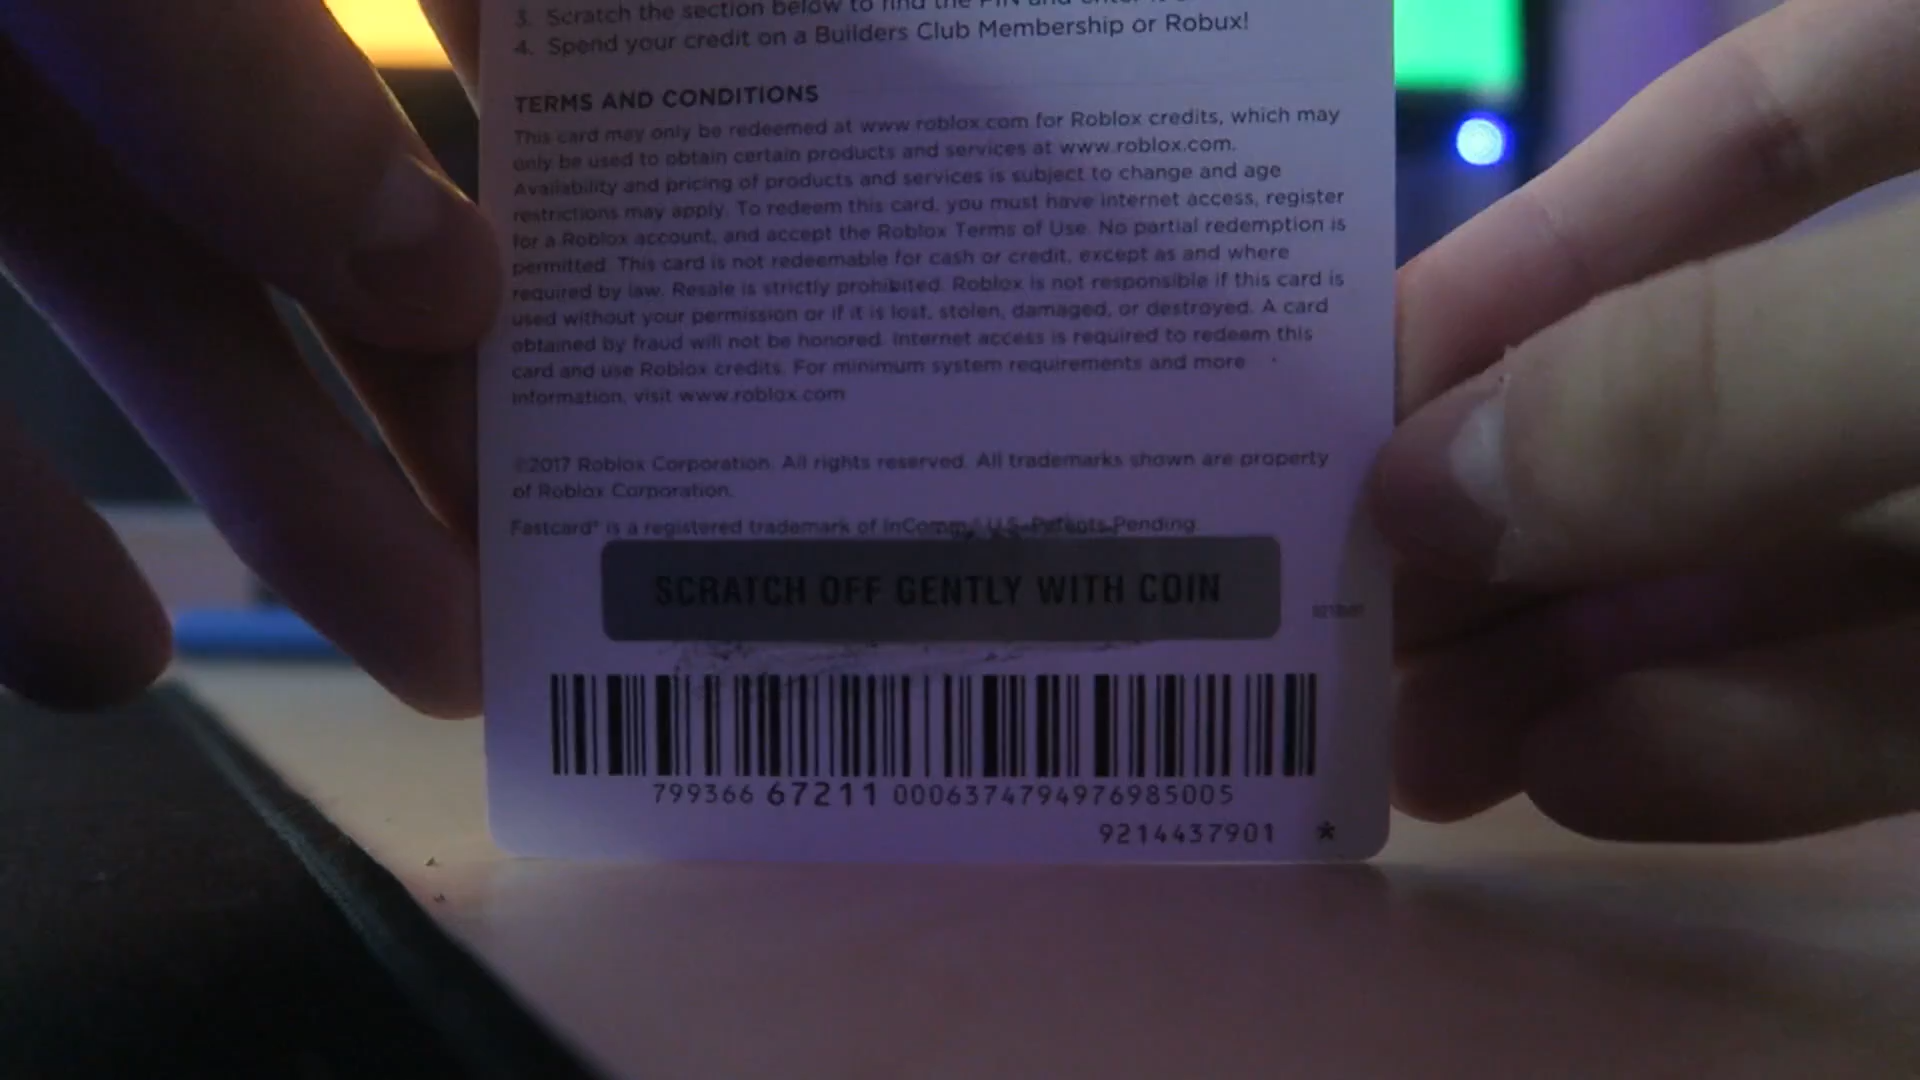 3. Scratch the section below to find the PIN and enter it
4. Spend your credit on a Builders Club Membership or Robux!
TERMS AND CONDITIONS
This card may only be redeemed at www.roblox.com for Roblox credits, which may
only be used to obtain certain products and services at www.roblox.com.
Availability and pricing of products and services is subject to change and age
restrictions may apply. To redeem this card, you must have internet access, register
for a Roblox account, and accept the Roblox Terms of Use. No partial redemption is
permitted. This card is not redeemable for cash or credit, except as and where
required by law. Resale is strictly prohibited. Roblox is not responsible if this card is
used without your permission or if it is lost, stolen, damaged, or destroyed. A card
obtained by fraud will not be honored. Internet access is required to redeem this
card and use Roblox credits. For minimum system requirements and more
information, visit www.roblox.com
©2017 Roblox Corporation. All rights reserved. All trademarks shown are property
of Roblox Corporation.
Fastcard® is a registered trademark of InComm. U.S. Patents Pending.
SCRATCH OFF GENTLY WITH COIN
799366 67211 0006374794976985005
9214437901 *